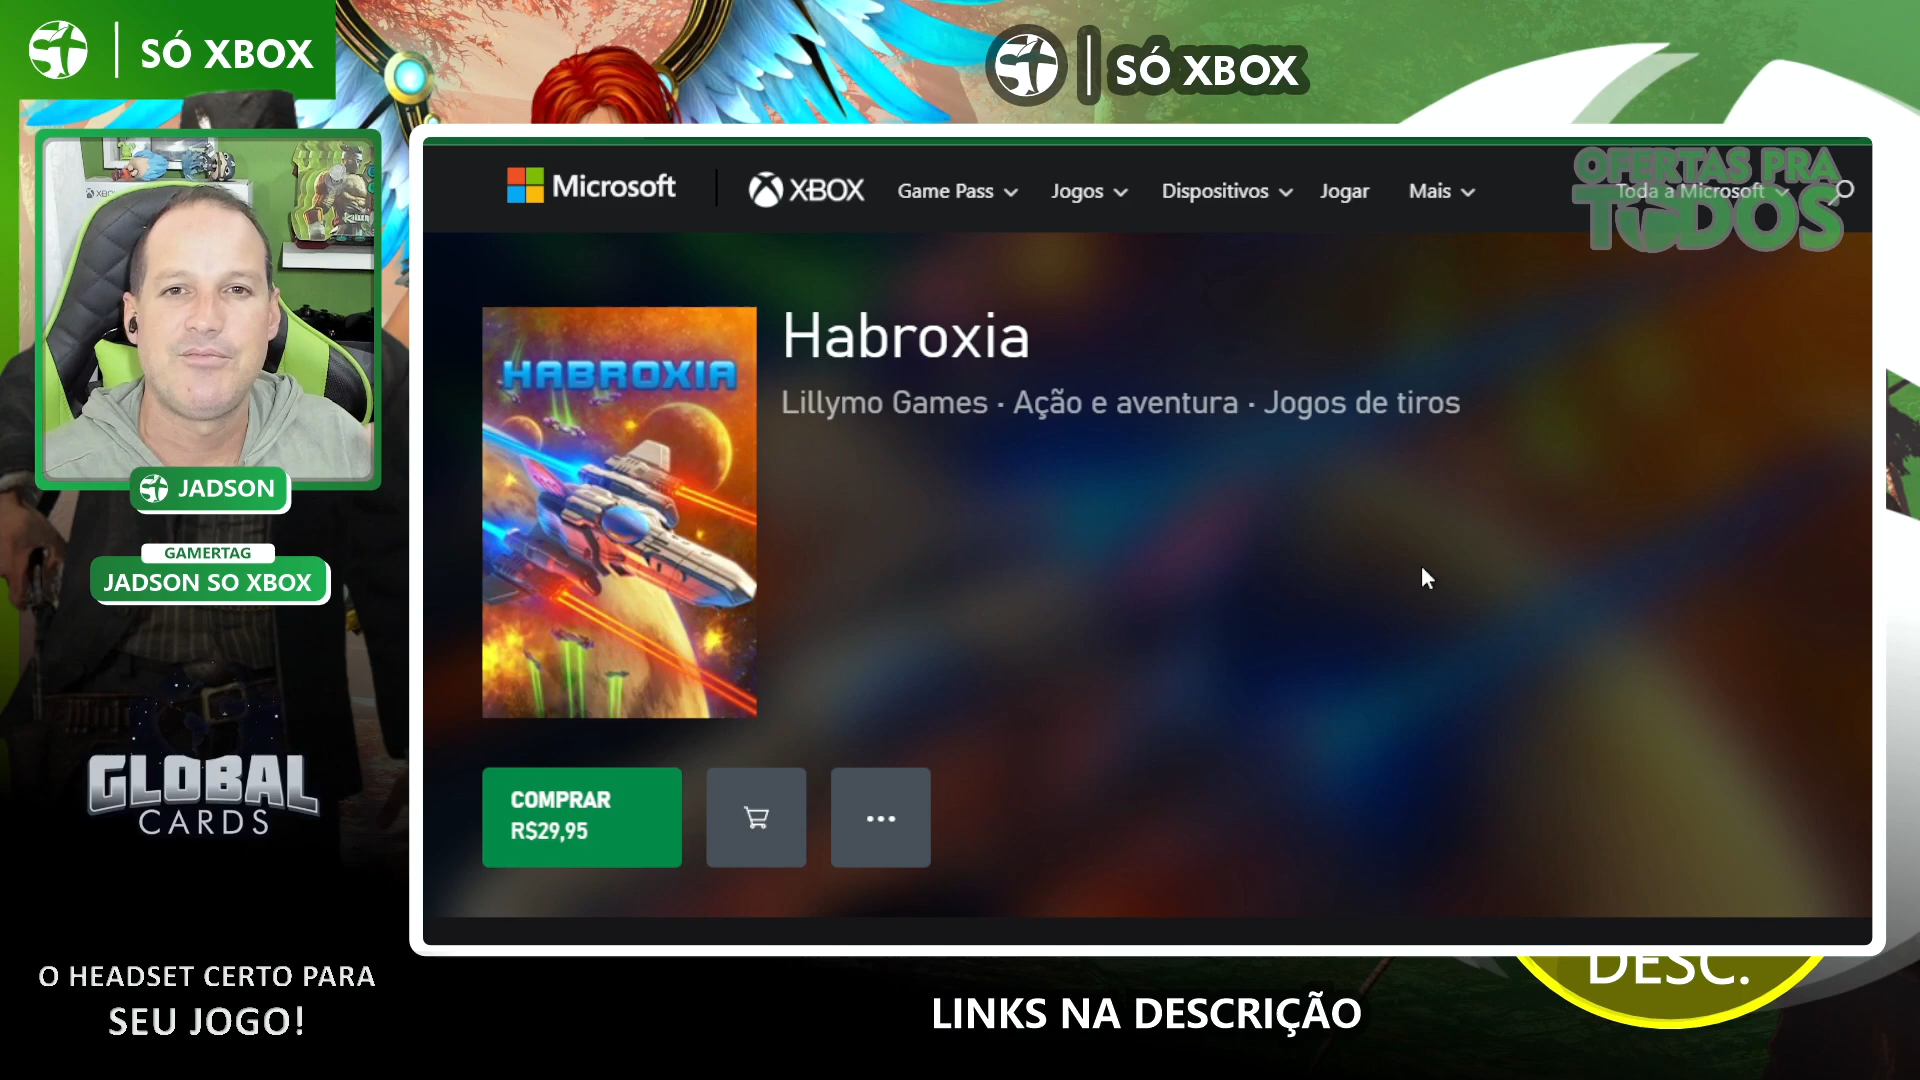 SÓ XBOX
SÓ XBOX
Microsoft
XBOX
Game Pass
Jogos
Dispositivos
Jogar
Mais
Toda a Microsoft
OFERTAS PRA
TODOS
HABROXIA
Habroxia
Lillymo Games · Ação e aventura · Jogos de tiros
JADSON
GAMERTAG
JADSON SO XBOX
GLOBAL
CARDS
COMPRAR
R$29,95
O HEADSET CERTO PARA
SEU JOGO!
LINKS NA DESCRIÇÃO
DESC.